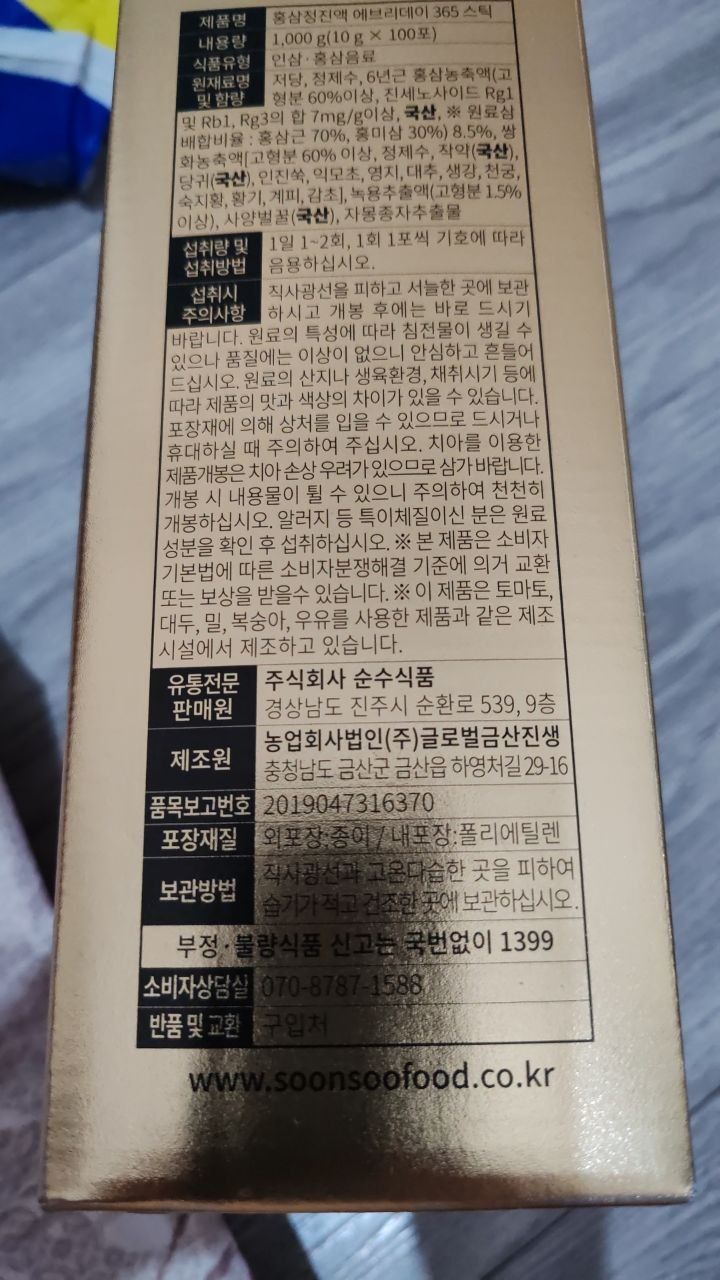 제품명 홍삼정진액 에브리데이 365 스틱
내용량 1,000 g(10 g × 100포)
식품유형 인삼·홍삼음료
원재료명 및 함량 저당, 정제수, 6년근 홍삼농축액(고
형분 60%이상, 진세노사이드 Rg1
및 Rb1, Rg3의 합 7mg/g이상, 국산, ※ 원료삼
배합비율 : 홍삼근 70%, 홍미삼 30%) 8.5%, 쌍
화농축액[고형분 60% 이상, 정제수, 작약(국산),
당귀(국산), 인진쑥, 익모초, 영지, 대추, 생강, 천궁,
숙지황, 황기, 계피, 감초], 녹용추출액(고형분 1.5%
이상), 사양벌꿀(국산), 자몽종자추출물
섭취량 및 섭취방법 1일 1~2회, 1회 1포씩 기호에 따라
음용하십시오.
섭취시 주의사항 직사광선을 피하고 서늘한 곳에 보관
하시고 개봉 후에는 바로 드시기
바랍니다. 원료의 특성에 따라 침전물이 생길 수
있으나 품질에는 이상이 없으니 안심하고 흔들어
드십시오. 원료의 산지나 생육환경, 채취시기 등에
따라 제품의 맛과 색상의 차이가 있을 수 있습니다.
포장재에 의해 상처를 입을 수 있으므로 드시거나
휴대하실 때 주의하여 주십시오. 치아를 이용한
제품개봉은 치아 손상 우려가 있으므로 삼가 바랍니다.
개봉 시 내용물이 튈 수 있으니 주의하여 천천히
개봉하십시오. 알러지 등 특이체질이신 분은 원료
성분을 확인 후 섭취하십시오. ※ 본 제품은 소비자
기본법에 따른 소비자분쟁해결 기준에 의거 교환
또는 보상을 받을수 있습니다. ※ 이 제품은 토마토,
대두, 밀, 복숭아, 우유를 사용한 제품과 같은 제조
시설에서 제조하고 있습니다.
유통전문 판매원 주식회사 순수식품
경상남도 진주시 순환로 539, 9층
제조원 농업회사법인(주)글로벌금산진생
충청남도 금산군 금산읍 하영처길 29-16
품목보고번호 2019047316370
포장재질 외포장:종이 / 내포장:폴리에틸렌
보관방법 직사광선과 고온다습한 곳을 피하여
습기가 적고 건조한 곳에 보관하십시오.
부정·불량식품 신고는 국번없이 1399
소비자상담실 070-8787-1588
반품 및 교환 구입처
www.soonsoofood.co.kr